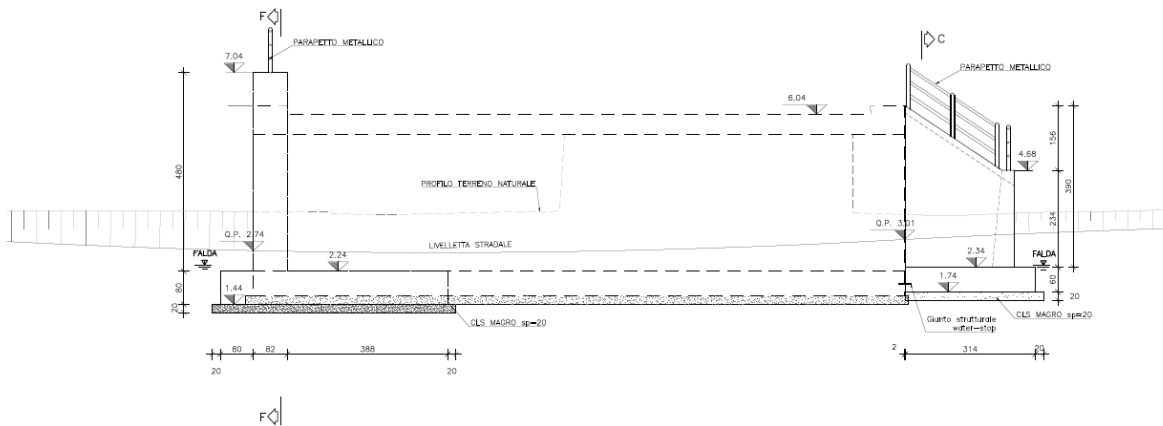 F
PARAPETTO METALLICO
7.04
C
PARAPETTO METALLICO
6.04
156
390
4.68
480
PROFILO TERRENO NATURALE
234
Q.P. 2.74
LIVELLETTA STRADALE
Q.P. 3.01
FALDA
2.24
2.34
FALDA
80
1.44
1.74
60
20
CLS MAGRO sp=20
Giunto strutturale
water-stop
CLS MAGRO sp=20
20
80
82
388
2
314
20
20
20
F